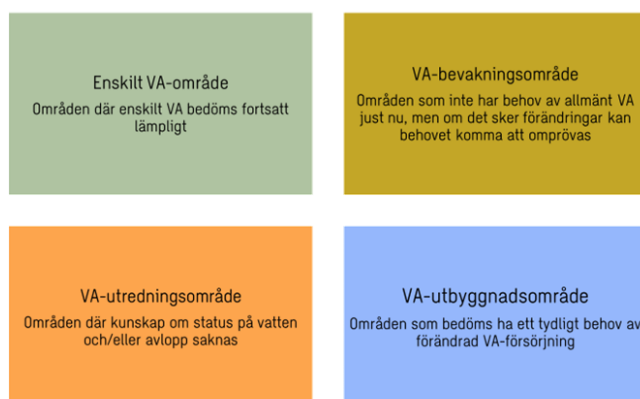 Enskilt VA-område
Områden där enskilt VA bedöms fortsatt
lämpligt
VA-bevakningsområde
Områden som inte har behov av allmänt VA
just nu, men om det sker förändringar kan
behovet komma att omprövas
VA-utredningsområde
Områden där kunskap om status på vatten
och/eller avlopp saknas
VA-utbyggnadsområde
Områden som bedöms ha ett tydligt behov av
förändrad VA-försörjning